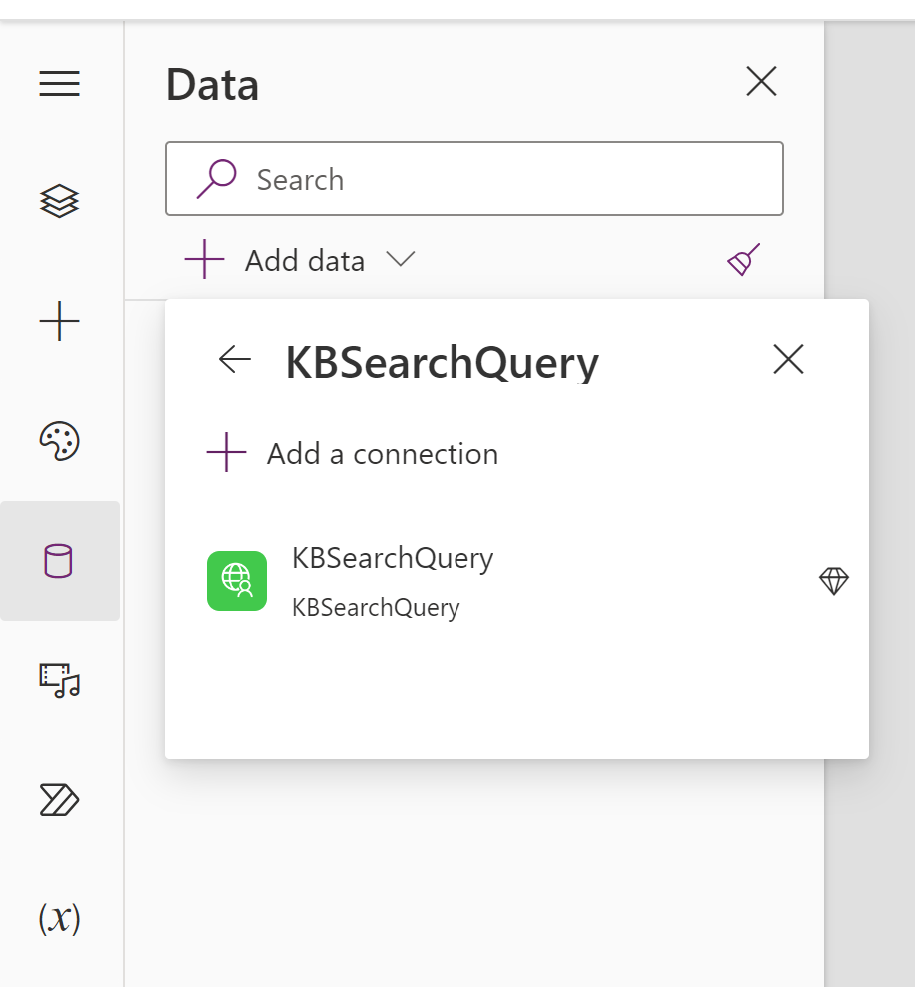 Data
Search
Add data
KBSearchQuery
Add a connection
KBSearchQuery
KBSearchQuery
(x)